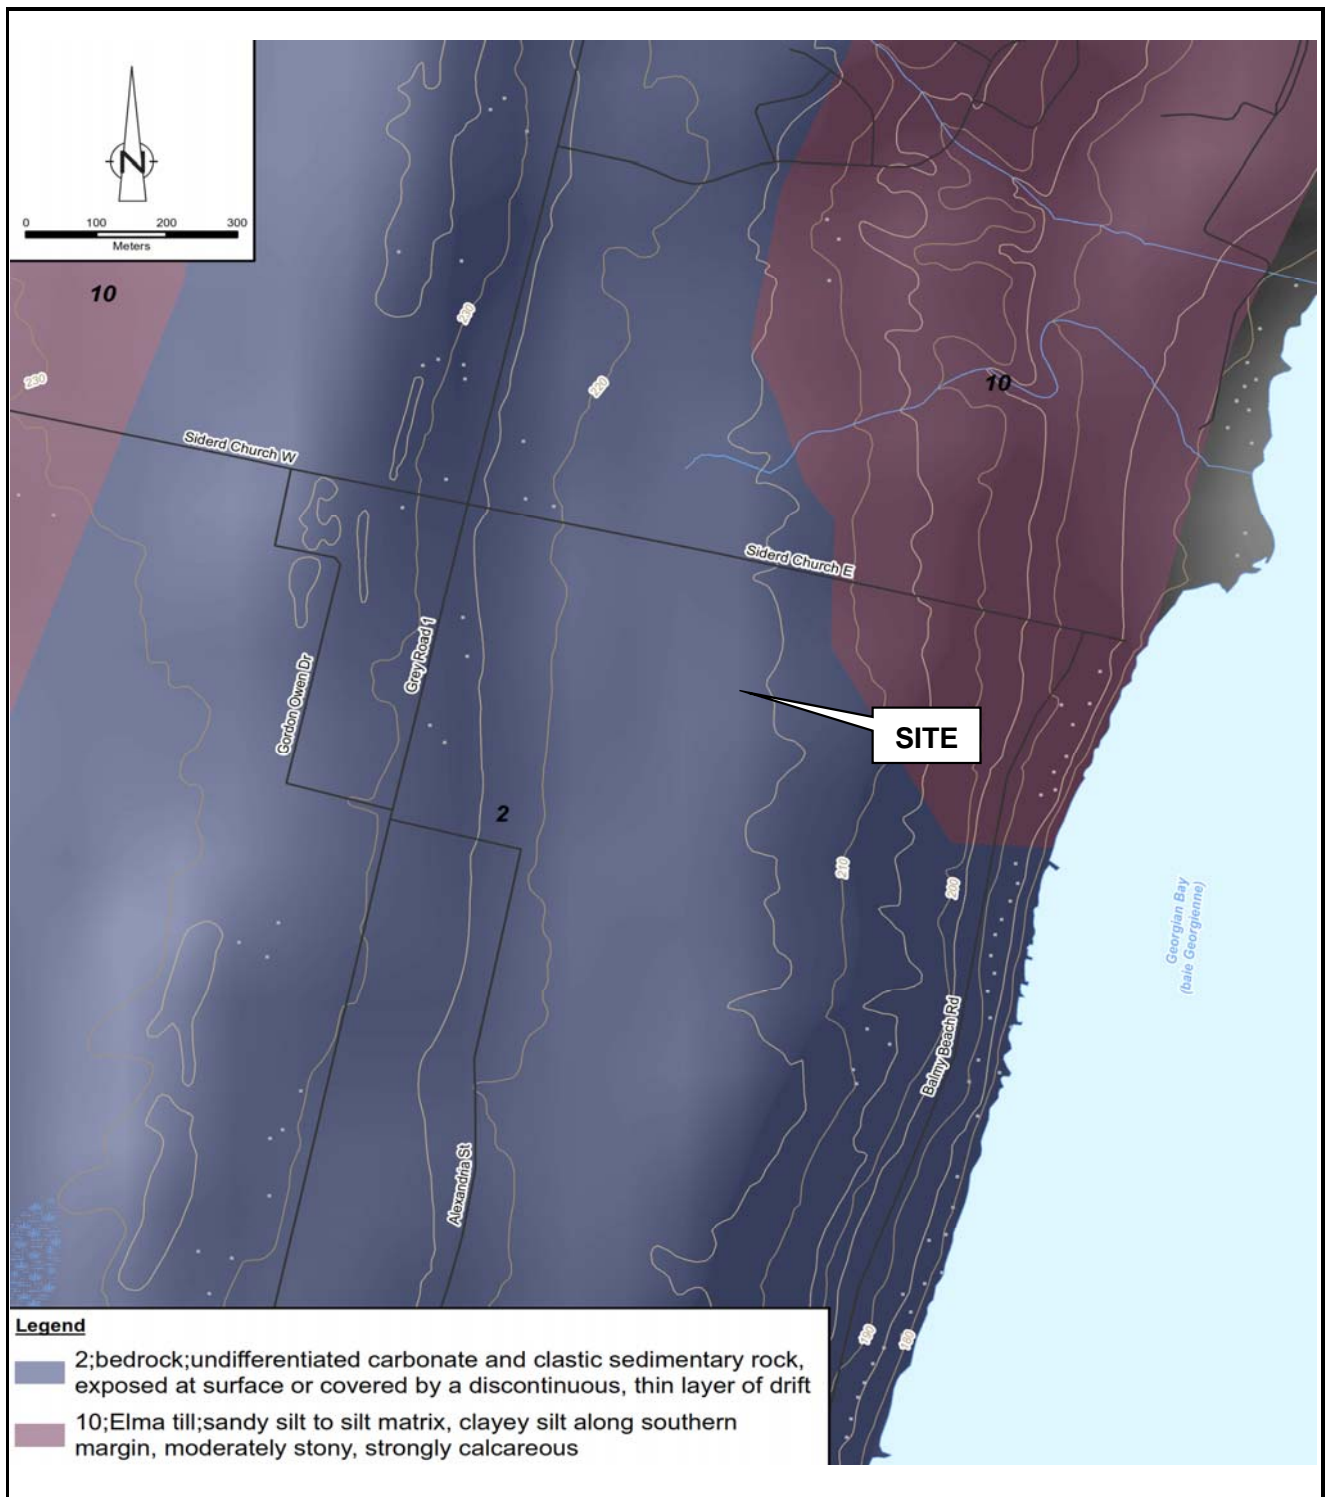 N
0 100 200 300
Meters
10
230
230
220
10
Siderd Church W
Siderd Church E
Grey Road 1
Gordon Owen Dr
SITE
2
210
200
Georgian Bay
(baie Georgienne)
Balmy Beach Rd
Alexandria St
190
180
Legend
2;bedrock;undifferentiated carbonate and clastic sedimentary rock,
exposed at surface or covered by a discontinuous, thin layer of drift
10;Elma till;sandy silt to silt matrix, clayey silt along southern
margin, moderately stony, strongly calcareous